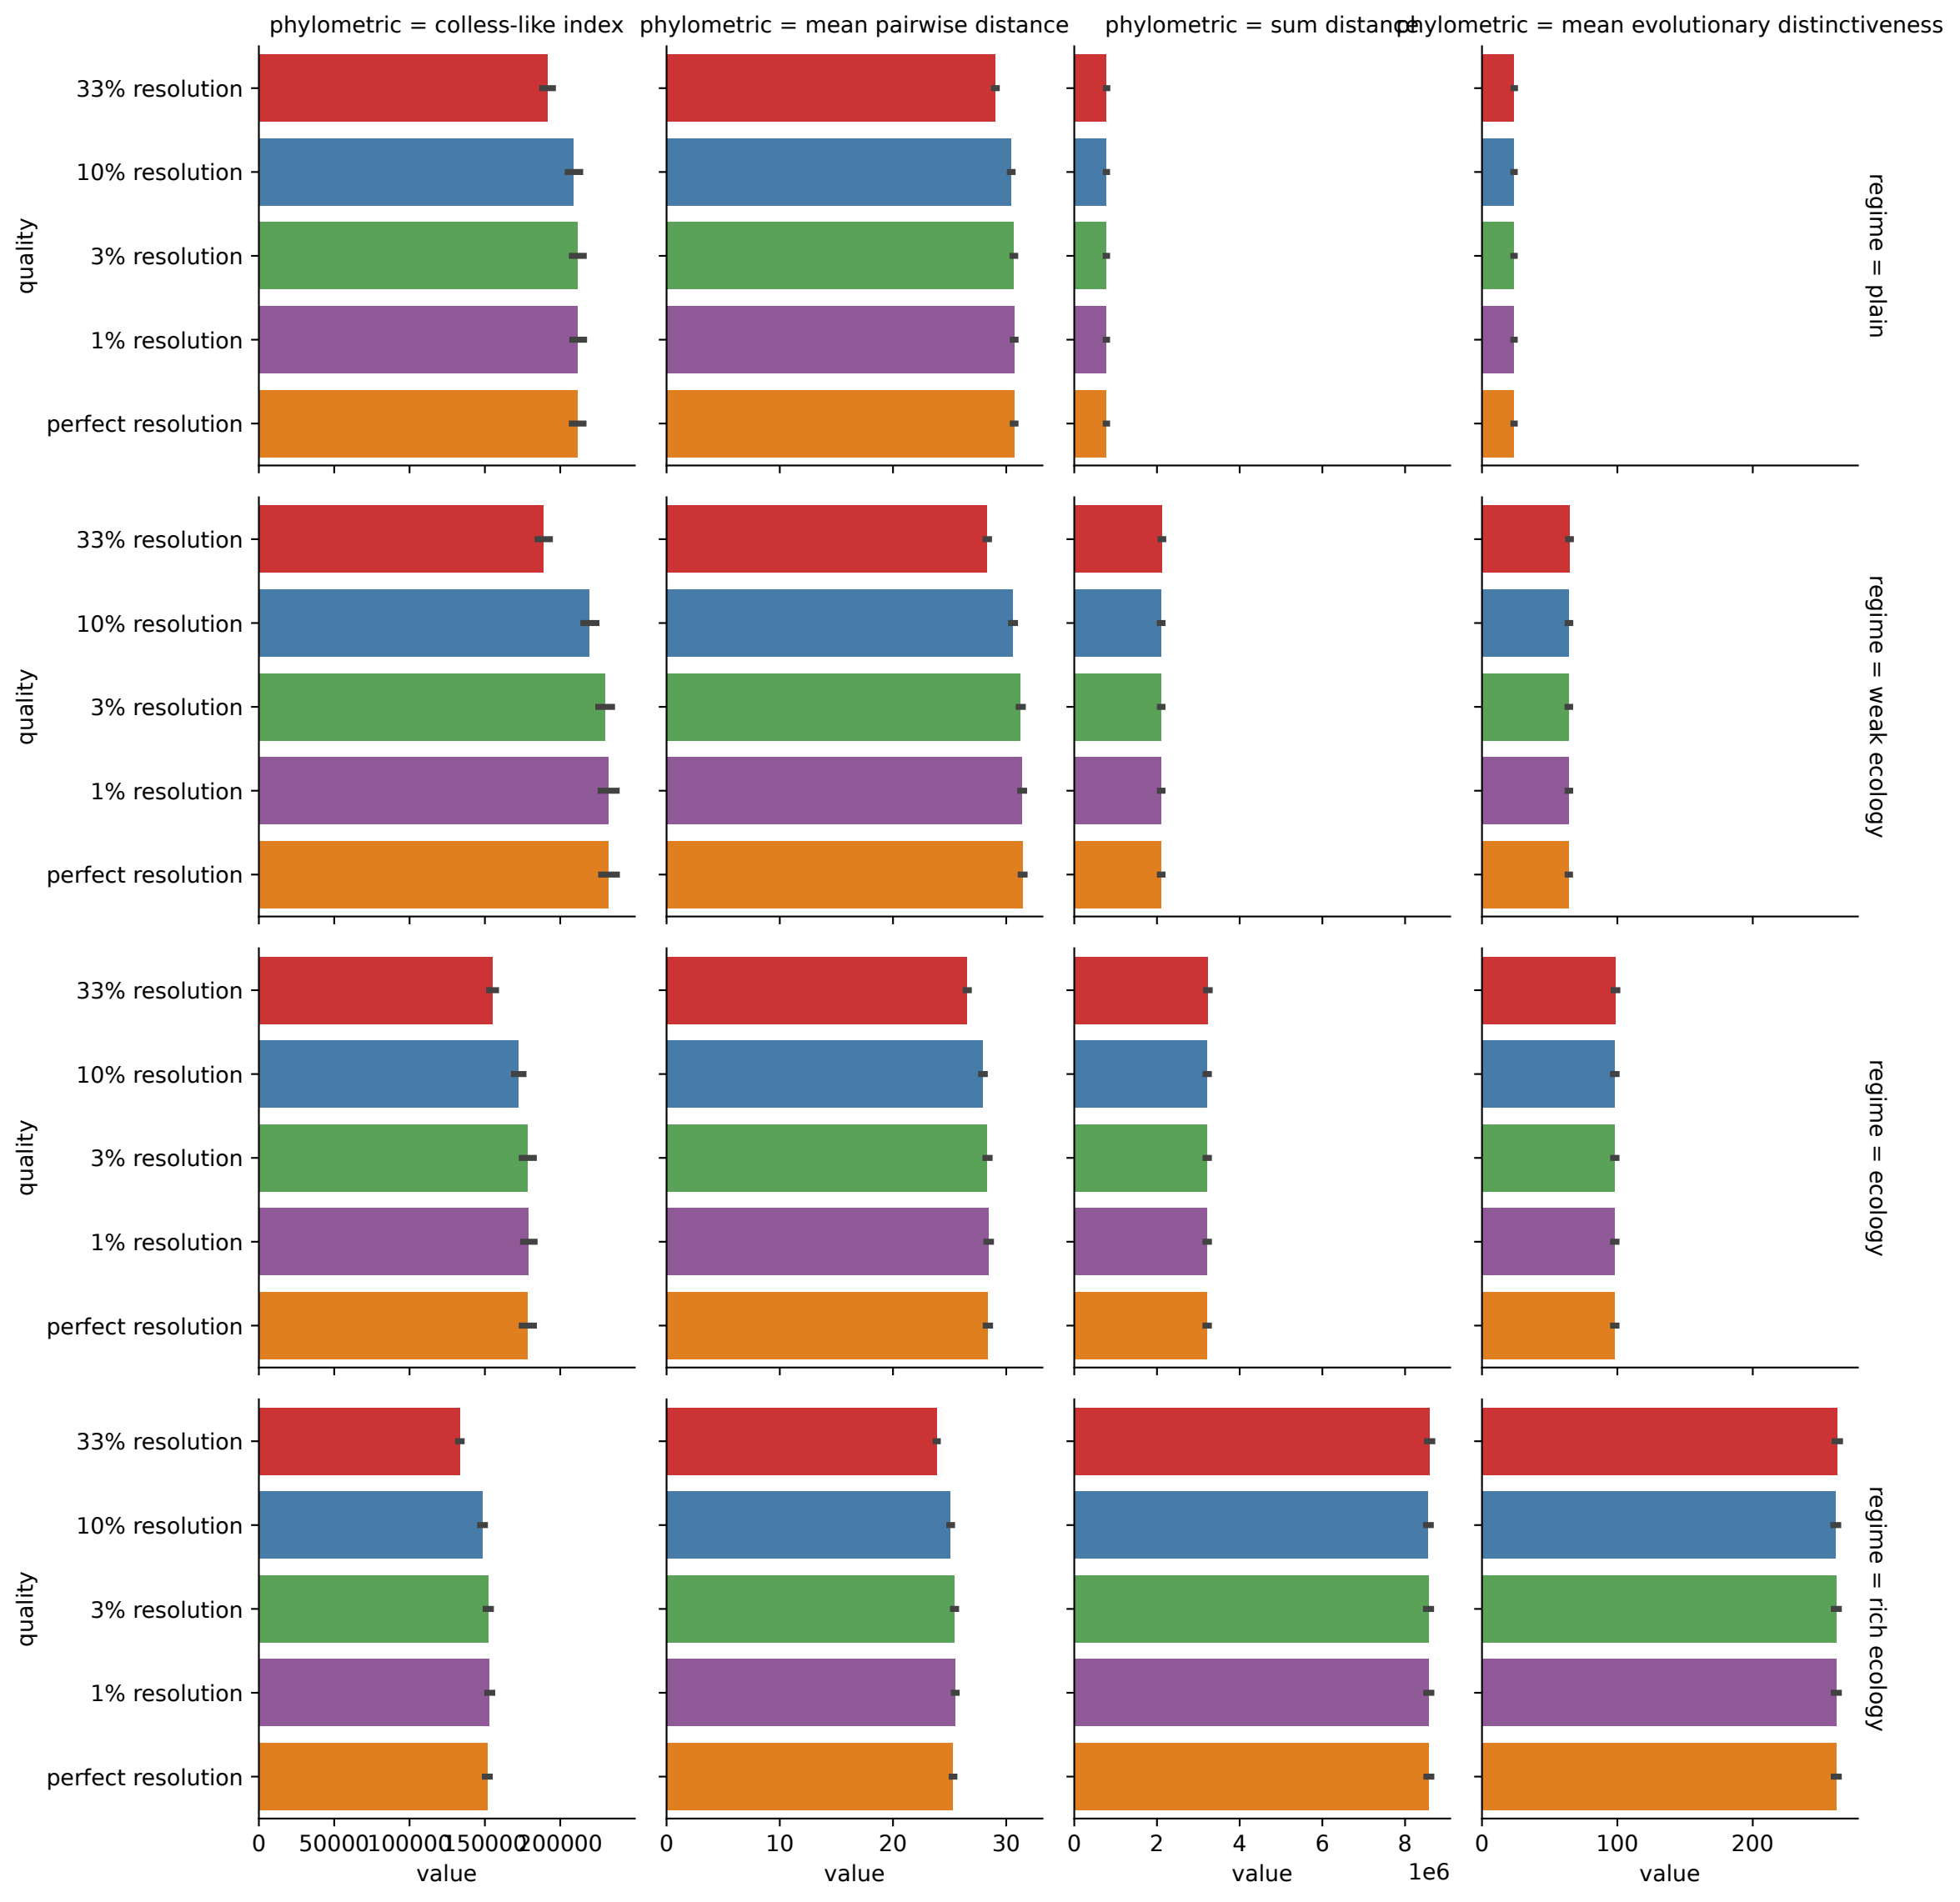 phylometric = colless-like index
phylometric = mean pairwise distance
phylometric = sum distance
phylometric = mean evolutionary distinctiveness
quality
33% resolution
10% resolution
3% resolution
1% resolution
perfect resolution
regime = plain
quality
33% resolution
10% resolution
3% resolution
1% resolution
perfect resolution
regime = weak ecology
quality
33% resolution
10% resolution
3% resolution
1% resolution
perfect resolution
regime = ecology
quality
33% resolution
10% resolution
3% resolution
1% resolution
perfect resolution
regime = rich ecology
0 50000 100000 150000 200000
value
0 10 20 30
value
0 2 4 6 8
1e6
value
0 100 200
value